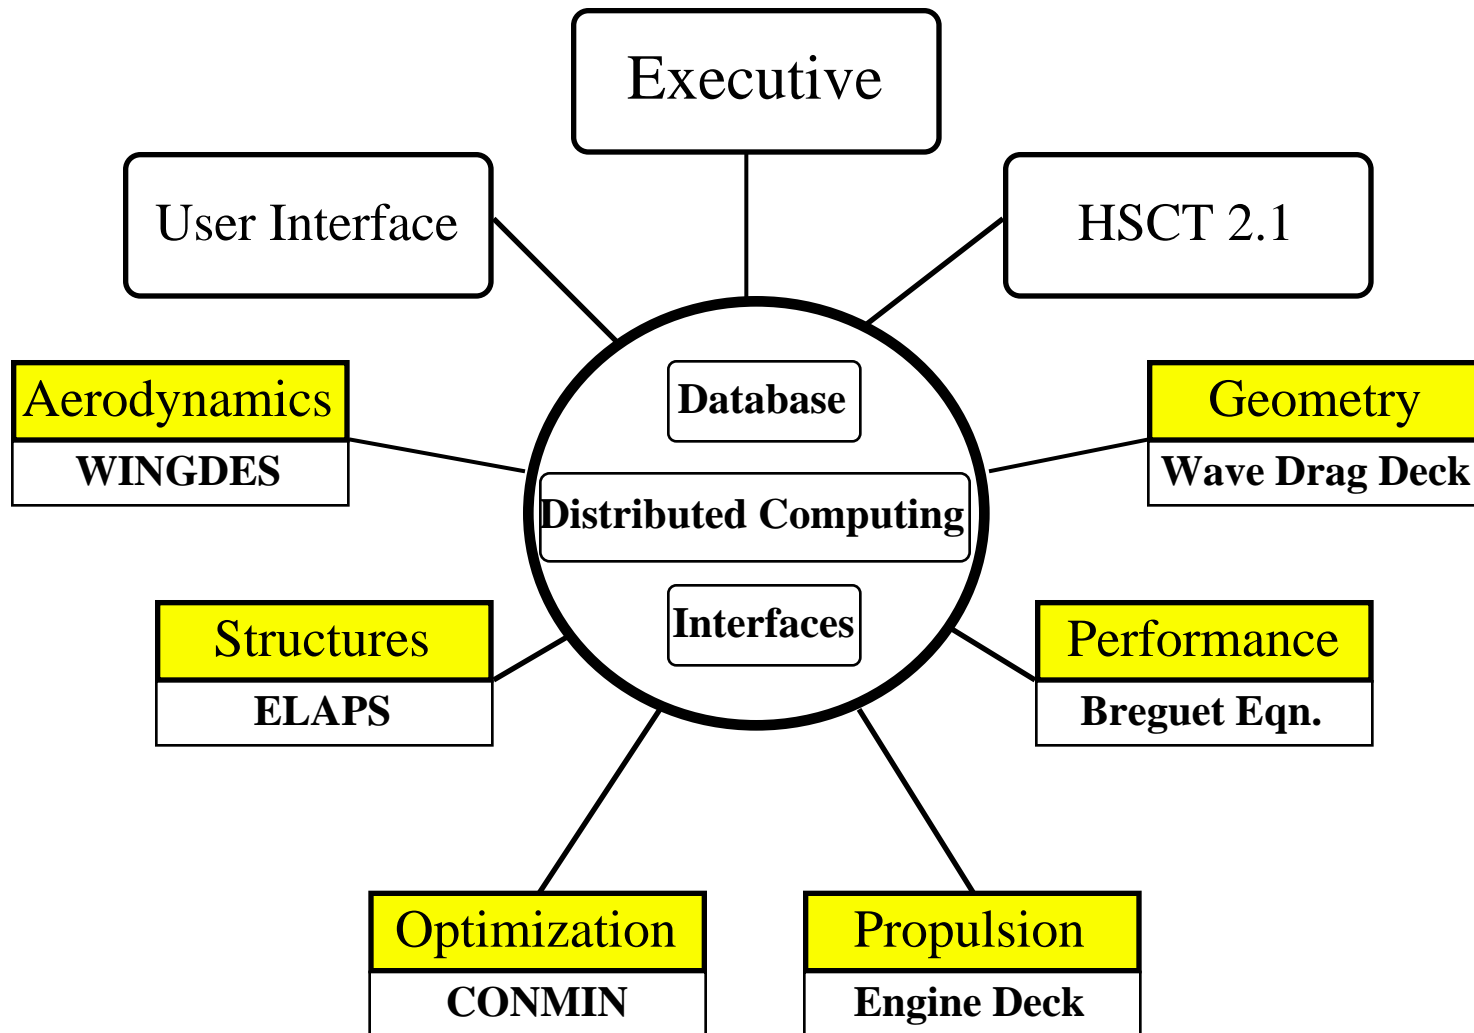 Executive
User Interface
HSCT 2.1
Database
Aerodynamics
WINGDES
Geometry
Wave Drag Deck
Distributed Computing
Interfaces
Structures
ELAPS
Performance
Breguet Eqn.
Optimization
CONMIN
Propulsion
Engine Deck